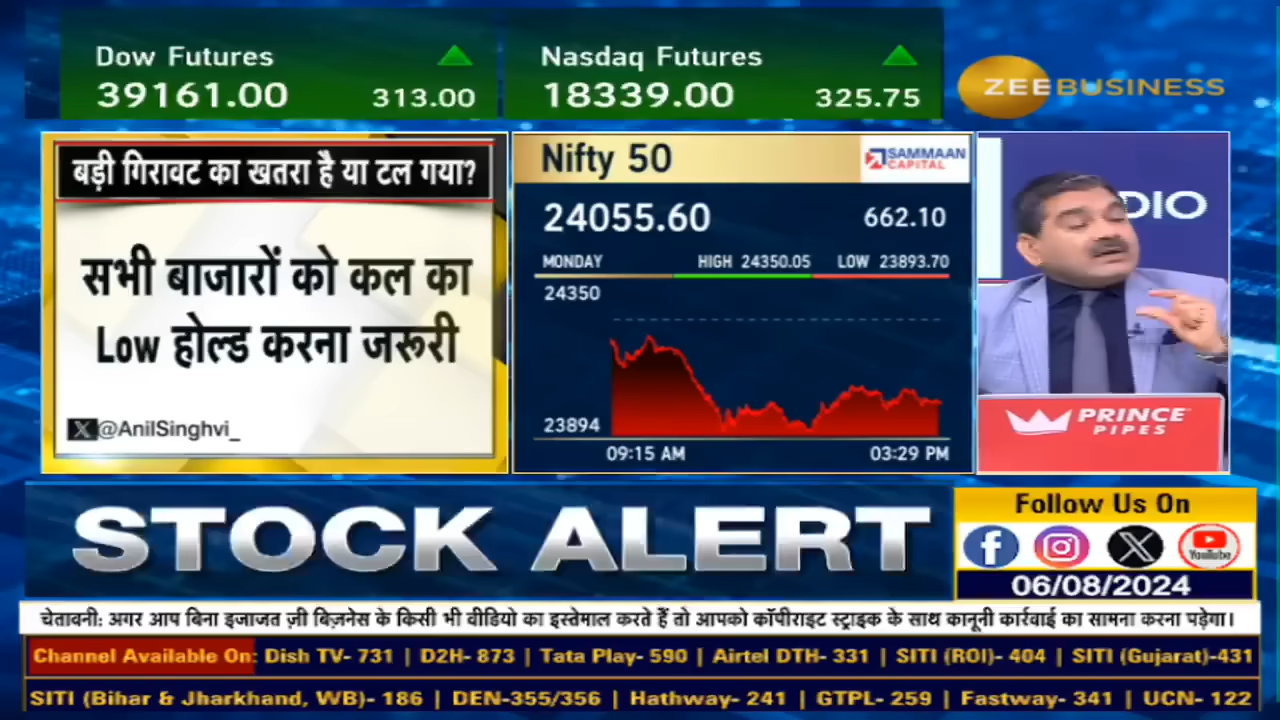 Dow Futures
39161.00 313.00
Nasdaq Futures
18339.00 325.75
ZEEBUSINESS
बड़ी गिरावट का खतरा है या टल गया?
सभी बाजारों को कल का
Low होल्ड करना जरूरी
X@AnilSinghvi_
Nifty 50
SAMMAAN
CAPITAL
24055.60 662.10
MONDAY HIGH 24350.05 LOW 23893.70
24350
23894
09:15 AM 03:29 PM
DIO
PRINCE
PIPES
STOCK ALERT
Follow Us On
YouTube
06/08/2024
चेतावनी: अगर आप बिना इजाजत ज़ी बिज़नेस के किसी भी वीडियो का इस्तेमाल करते हैं तो आपको कॉपीराइट स्ट्राइक के साथ कानूनी कार्रवाई का सामना करना पड़ेगा।
Channel Available On: Dish TV- 731 | D2H- 873 | Tata Play- 590 | Airtel DTH- 331 | SITI (ROI)- 404 | SITI (Gujarat)-431
SITI (Bihar & Jharkhand, WB)- 186 | DEN-355/356 | Hathway- 241 | GTPL- 259 | Fastway- 341 | UCN- 122